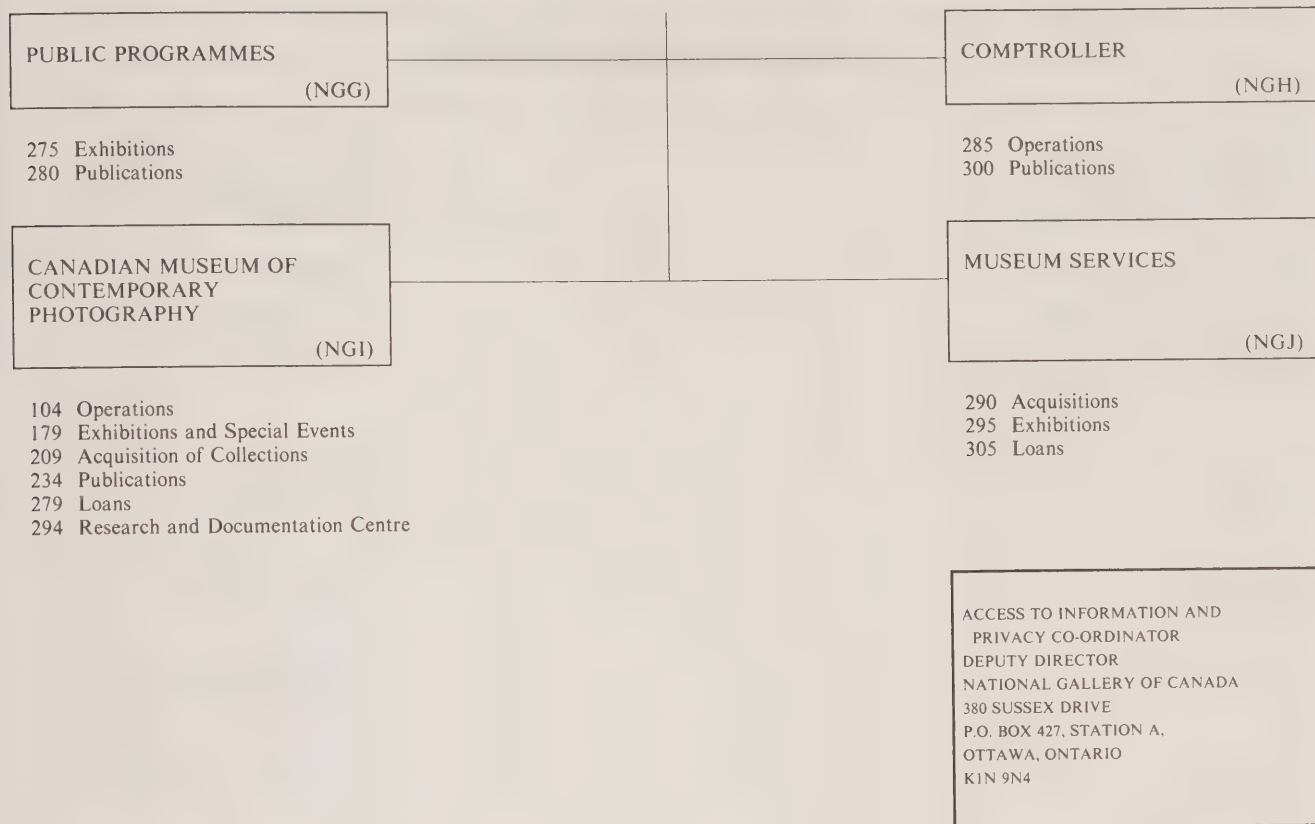 PUBLIC PROGRAMMES
(NGG)
275 Exhibitions
280 Publications
COMPTROLLER
(NGH)
285 Operations
300 Publications
CANADIAN MUSEUM OF
CONTEMPORARY
PHOTOGRAPHY
(NGI)
104 Operations
179 Exhibitions and Special Events
209 Acquisition of Collections
234 Publications
279 Loans
294 Research and Documentation Centre
MUSEUM SERVICES
(NGJ)
290 Acquisitions
295 Exhibitions
305 Loans
ACCESS TO INFORMATION AND
PRIVACY CO-ORDINATOR
DEPUTY DIRECTOR
NATIONAL GALLERY OF CANADA
380 SUSSEX DRIVE
P.O. BOX 427, STATION A,
OTTAWA, ONTARIO
K1N 9N4